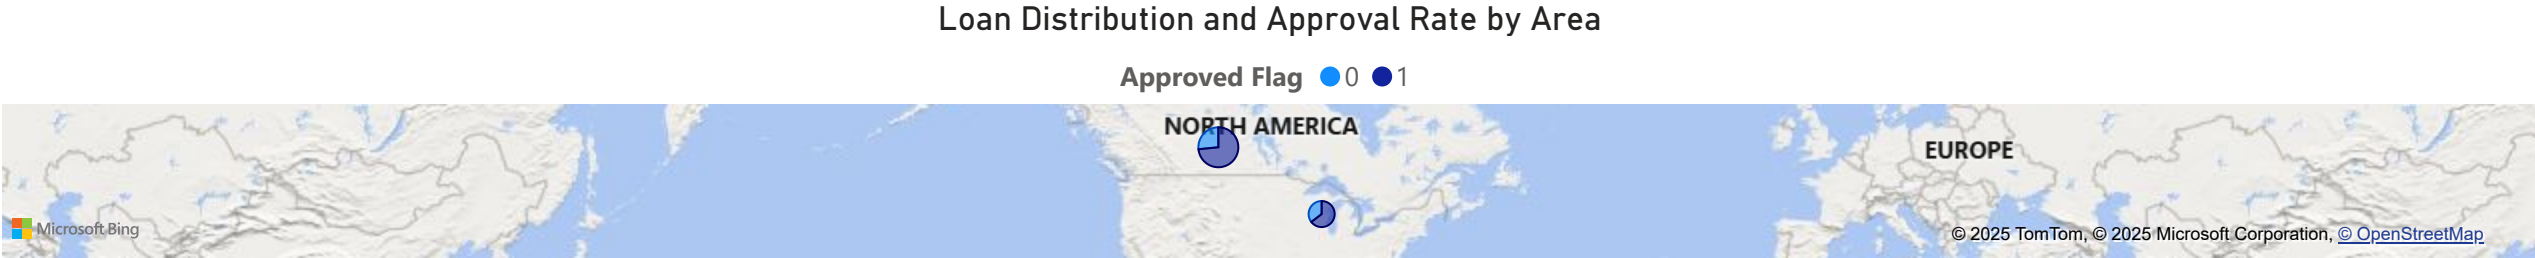 Loan Distribution and Approval Rate by Area
Approved Flag 0 1
NORTH AMERICA
EUROPE
Microsoft Bing
© 2025 TomTom, © 2025 Microsoft Corporation, © OpenStreetMap